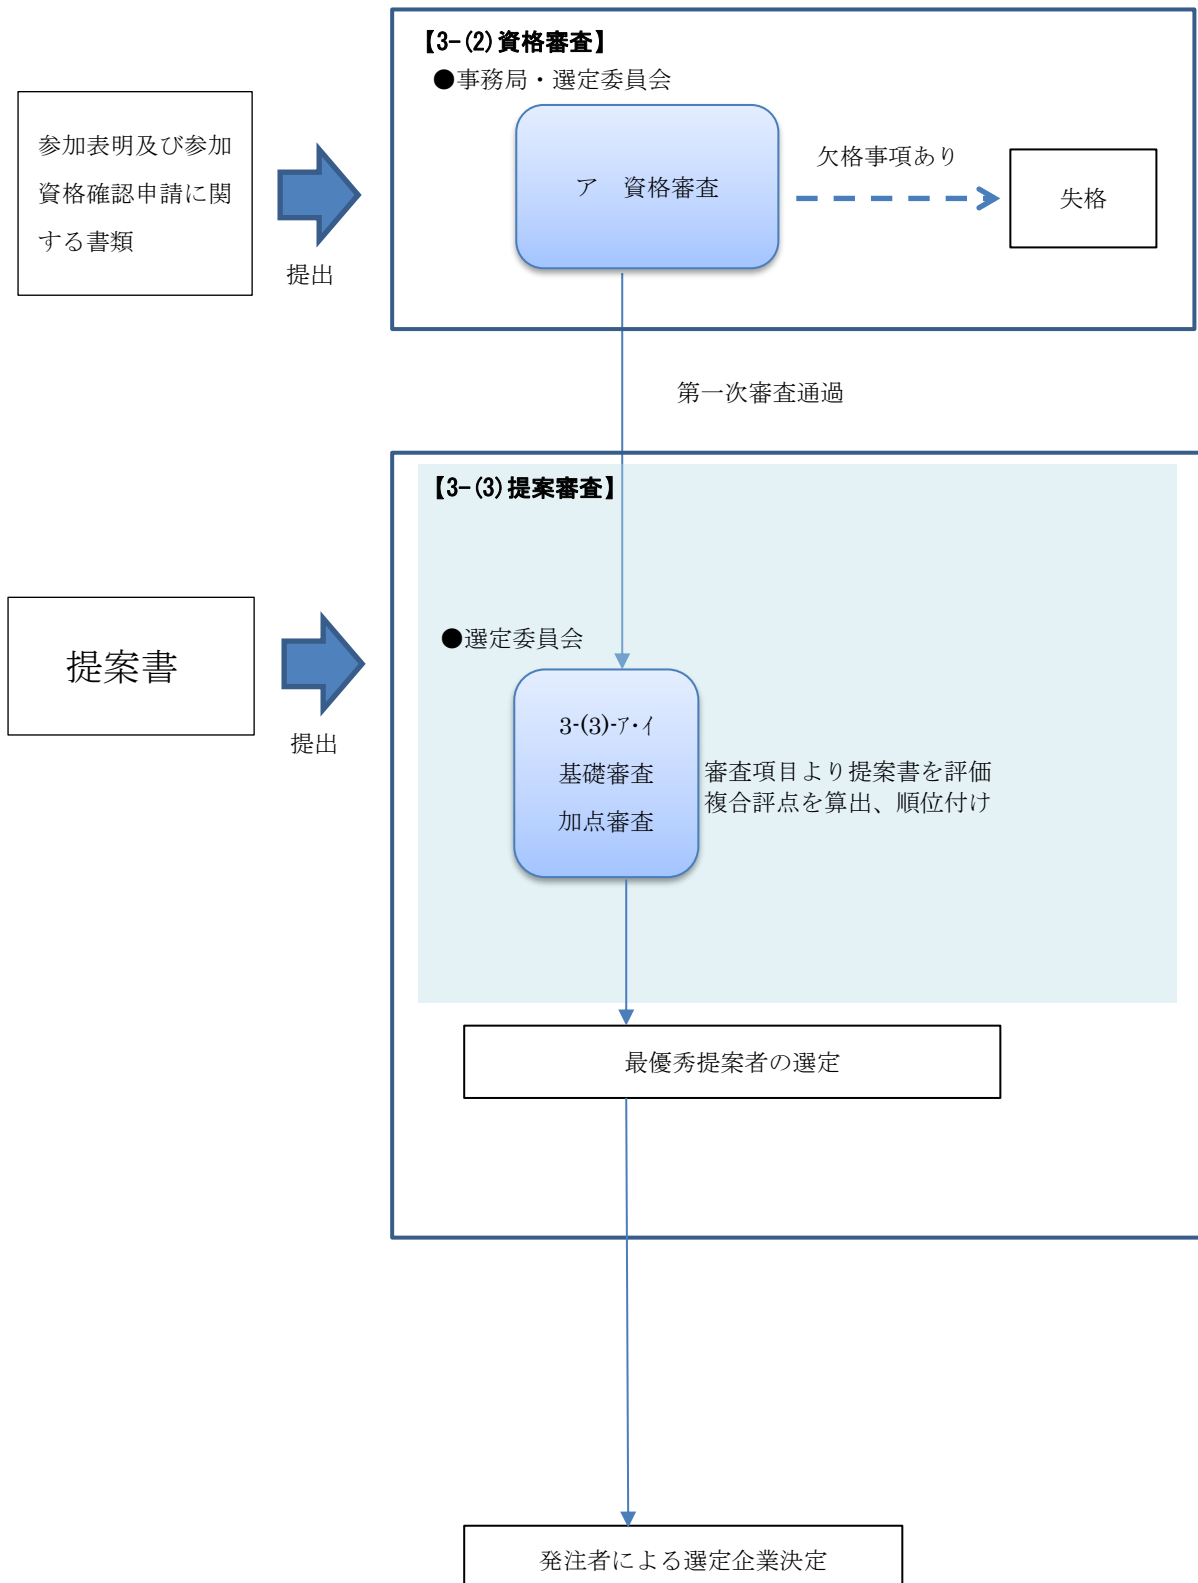 【3-(2)資格審査】
●事務局・選定委員会
参加表明及び参加
資格確認申請に関
する書類
提出
ア　資格審査
欠格事項あり
失格
第一次審査通過
【3-(3)提案審査】
提案書
提出
●選定委員会
3-(3)-ｱ・ｲ
基礎審査
加点審査
審査項目より提案書を評価
複合評点を算出、順位付け
最優秀提案者の選定
発注者による選定企業決定